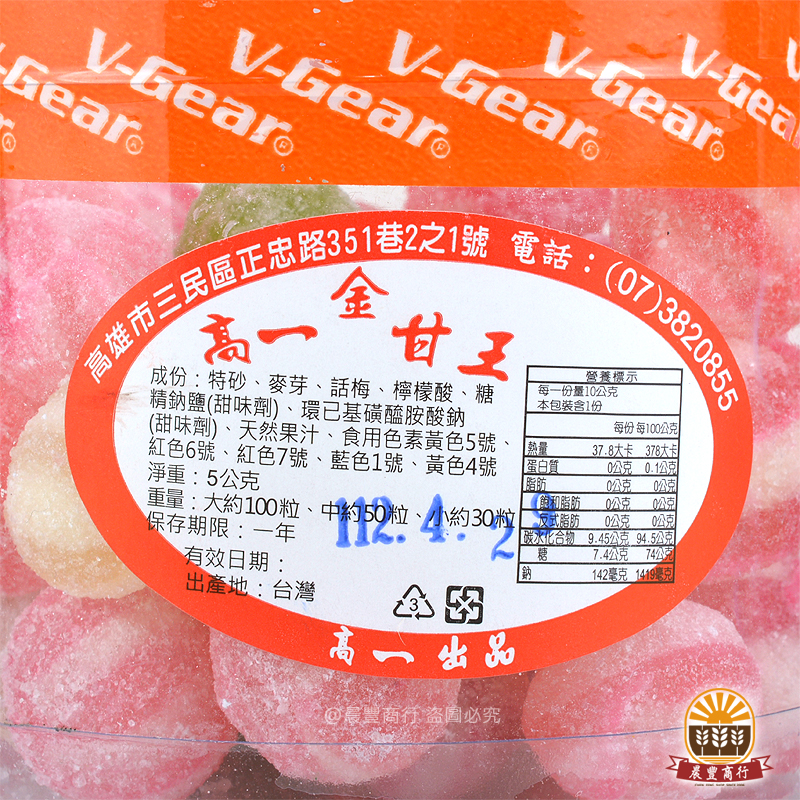 V-Gear® V-Gear® V-Gear® V-Gear® V-Gea
高雄市三民區正忠路351巷2之1號 電話：(07)3820855
高一金甘王
成份：特砂、麥芽、話梅、檸檬酸、糖
精鈉鹽(甜味劑)、環已基磺醯胺酸鈉
(甜味劑)、天然果汁、食用色素黃色5號、
紅色6號、紅色7號、藍色1號、黃色4號
淨重：5公克
重量：大約100粒、中約50粒、小約30粒
保存期限：一年
有效日期：
112.4.29
出產地：台灣
營養標示
每一份量10公克
本包裝含1份
每份 每100公克
熱量 37.8大卡 378大卡
蛋白質 0公克 0.1公克
脂肪 0公克 0公克
飽和脂肪 0公克 0公克
反式脂肪 0公克 0公克
碳水化合物 9.45公克 94.5公克
糖 7.4公克 74公克
鈉 142毫克 1419毫克
3
高一出品
@晨豐商行 盜圖必究
晨豐商行